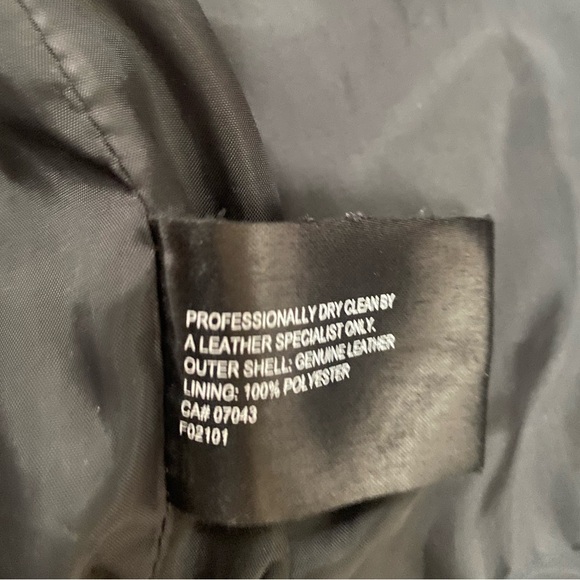 PROFESSIONALLY DRY CLEAN BY
A LEATHER SPECIALIST ONLY.
OUTER SHELL: GENUINE LEATHER
LINING: 100% POLYESTER
CA# 07043
F02101